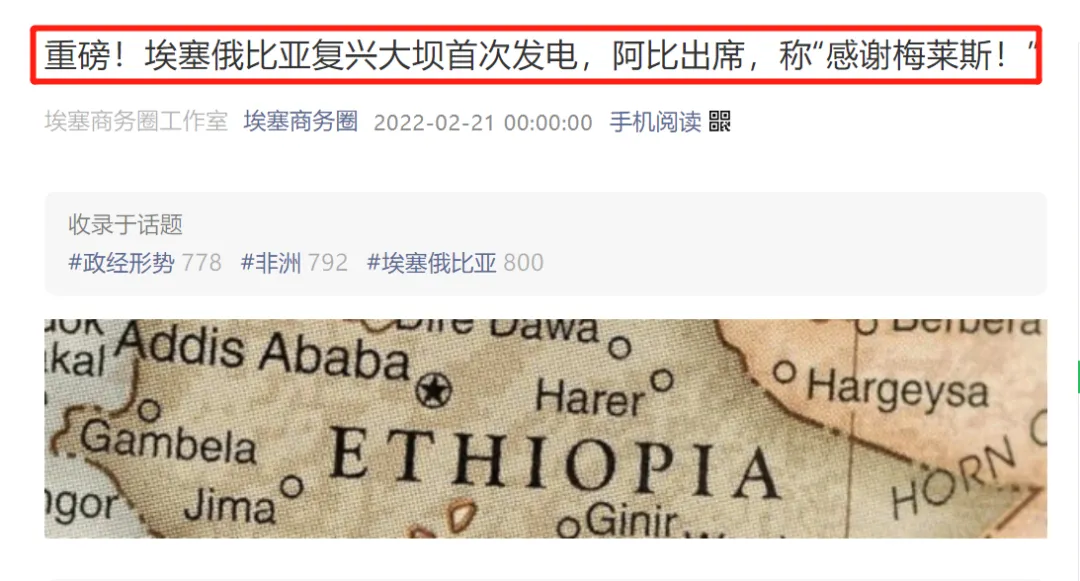 重磅！埃塞俄比亚复兴大坝首次发电，阿比出席，称“感谢梅莱斯！”
埃塞商务圈工作室 埃塞商务圈 2022-02-21 00:00:00 手机阅读
收录于话题
#政经形势 778 #非洲 792 #埃塞俄比亚 800
Dire Dawa
Berbera
Addis Ababa
Harer
Hargeysa
Gambela
ETHIOPIA
HORN
Jima
Ginir